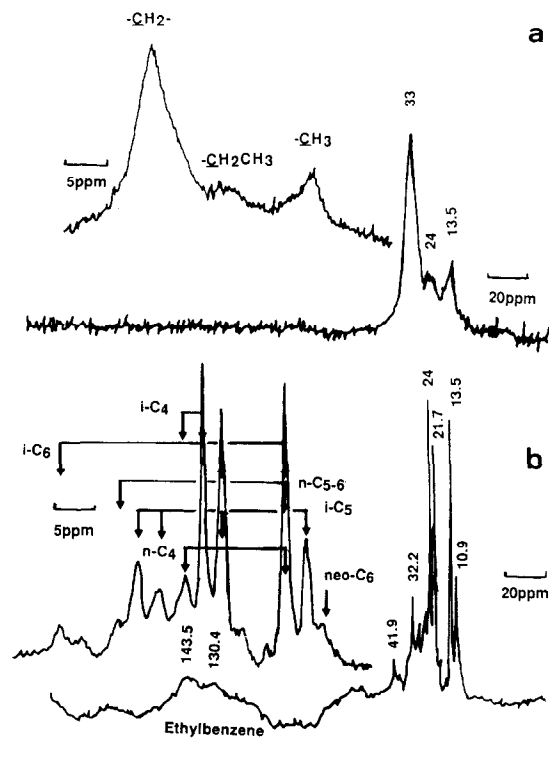 a
-CH2-
-CH2CH3
-CH3
5ppm
33
24
13.5
20ppm
b
i-C4
i-C6
n-C5-6
5ppm
i-C5
n-C4
neo-C6
143.5
130.4
Ethylbenzene
41.9
32.2
24
21.7
13.5
10.9
20ppm